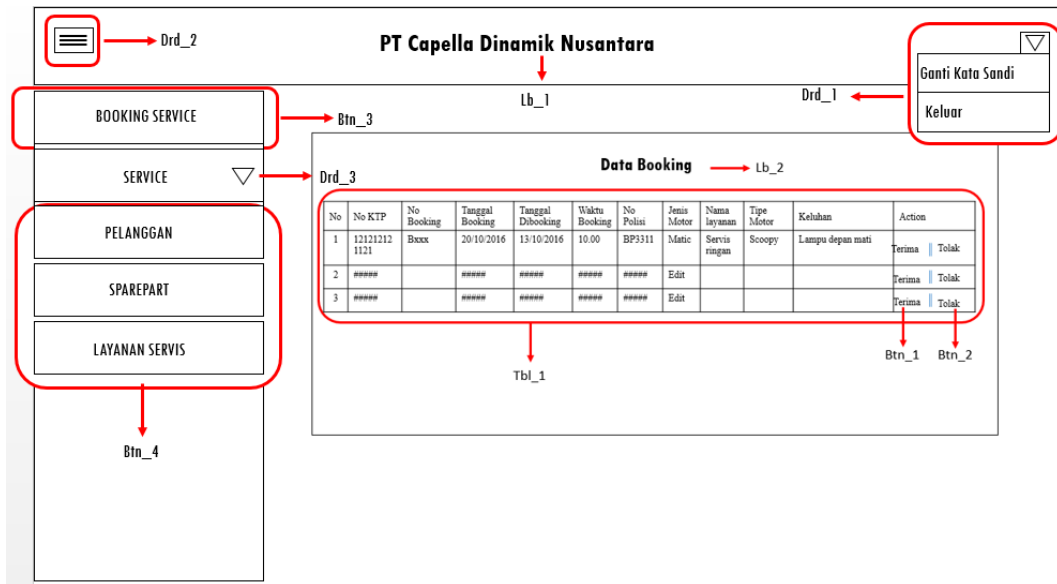 Drd_2
PT Capella Dinamik Nusantara
Ganti Kata Sandi
Keluar
Lb_1
Drd_1
BOOKING SERVICE
Btn_3
SERVICE
Drd_3
PELANGGAN
SPAREPART
LAYANAN SERVIS
Btn_4
Data Booking
Lb_2
No No KTP No Booking Tanggal Booking Tanggal Dibooking Waktu Booking No Polisi Jenis Motor Nama layanan Tipe Motor Keluhan Action
1 12121212 1121 Bxxx 20/10/2016 13/10/2016 10.00 BP3311 Matic Servis ringan Scoopy Lampu depan mati Terima Tolak
2 ##### ##### ##### ##### ##### Edit Terima Tolak
3 ##### ##### ##### ##### ##### Edit Terima Tolak
Btn_1 Btn_2
Tbl_1